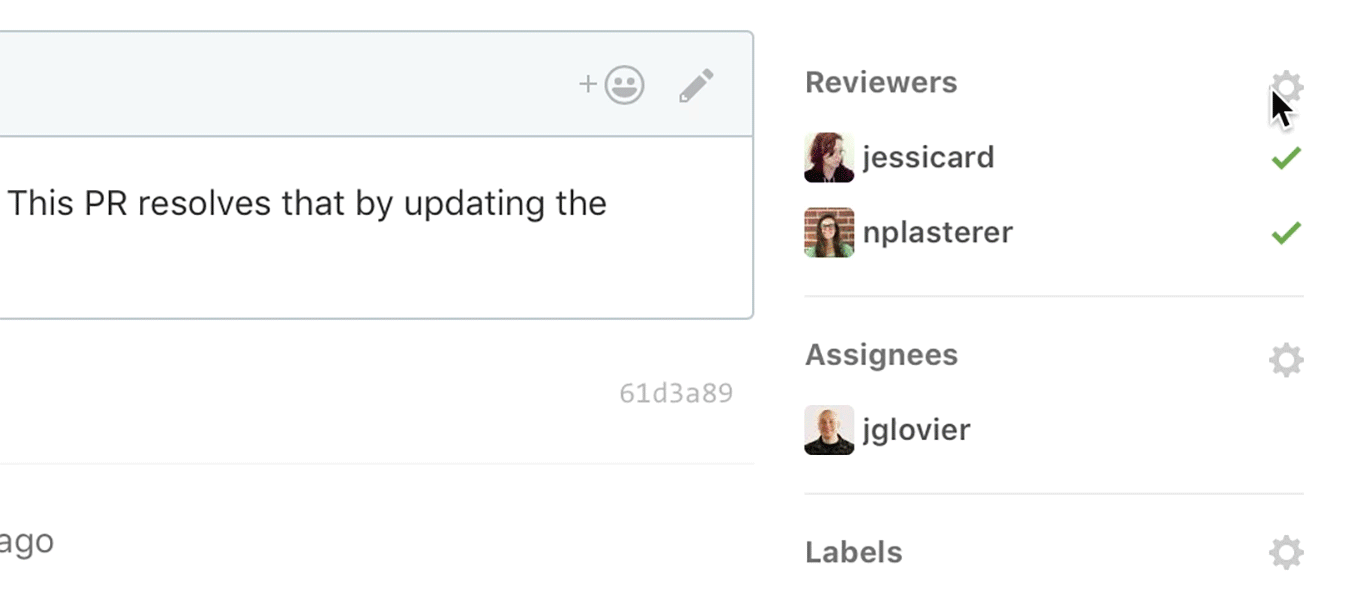 This PR resolves that by updating the
61d3a89
ago
Reviewers
jessicard
nplasterer
Assignees
jglovier
Labels